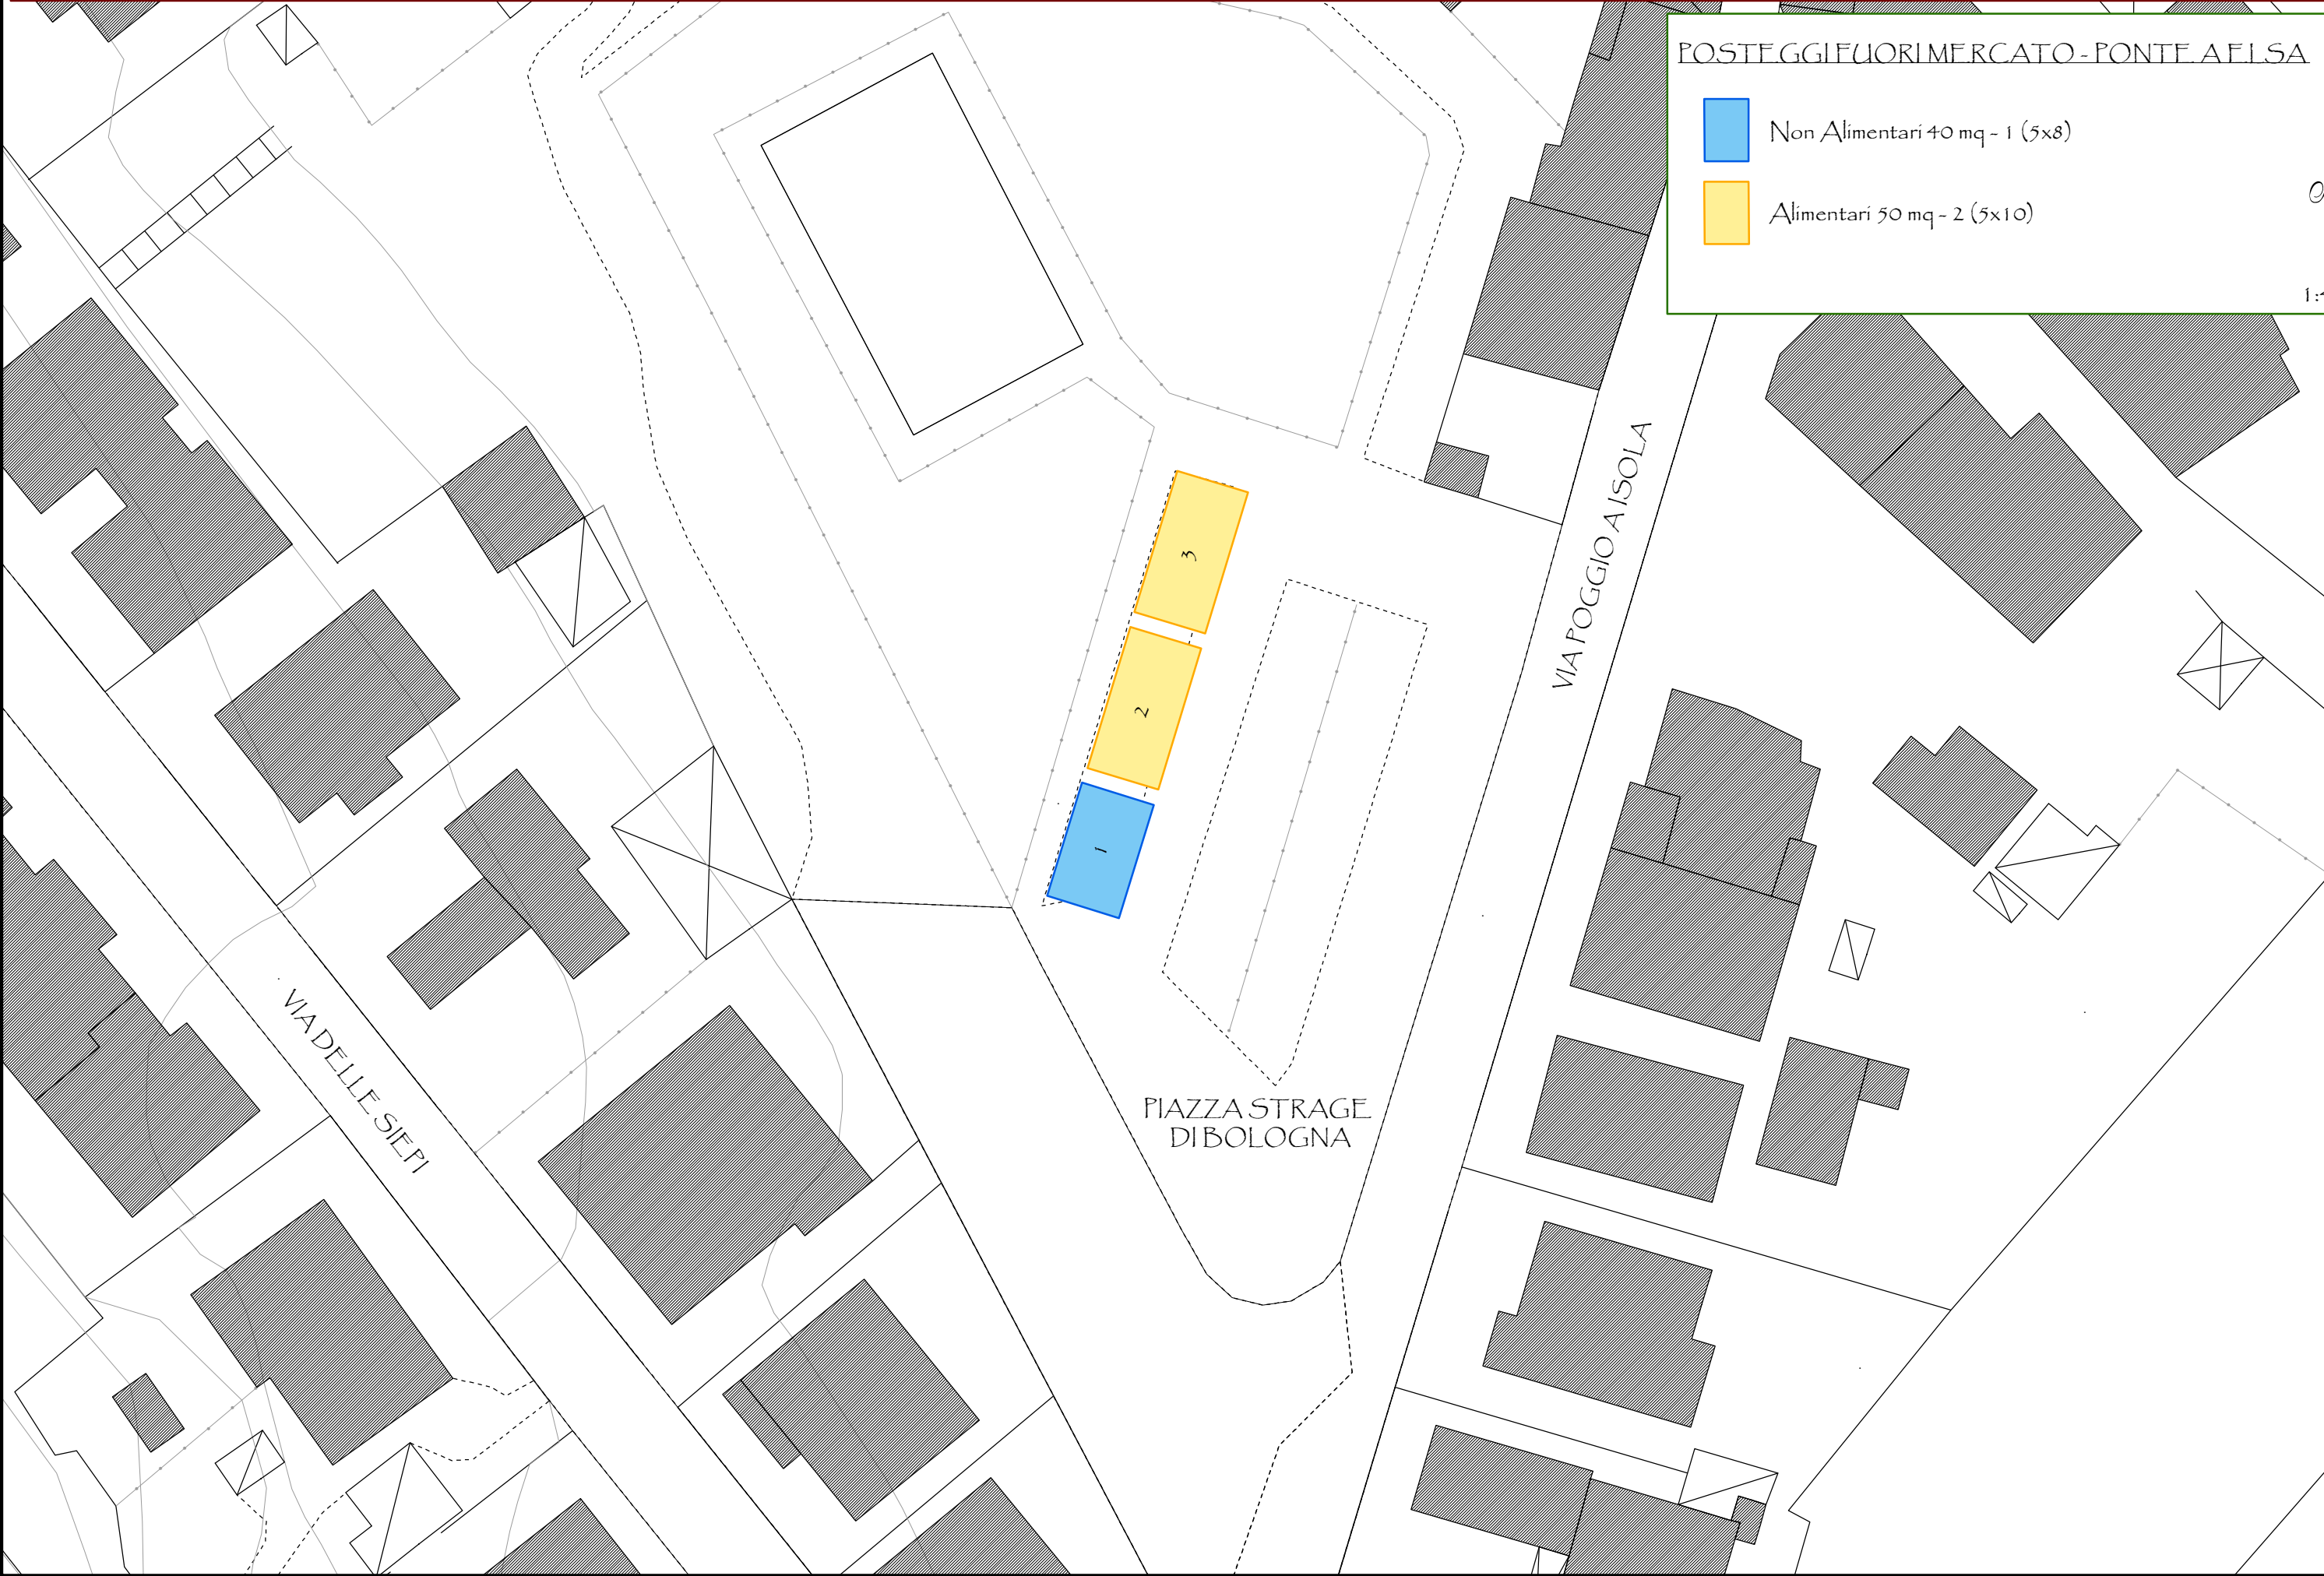 POSTEGGI FUORI MERCATO - PONTE A ELSA
Non Alimentari 40 mq - 1 (5x8)
Alimentari 50 mq - 2 (5x10)
VIA POGGIO A ISOLA
3
2
1
VIA DELLE SIEPI
PIAZZA STRAGE
DI BOLOGNA